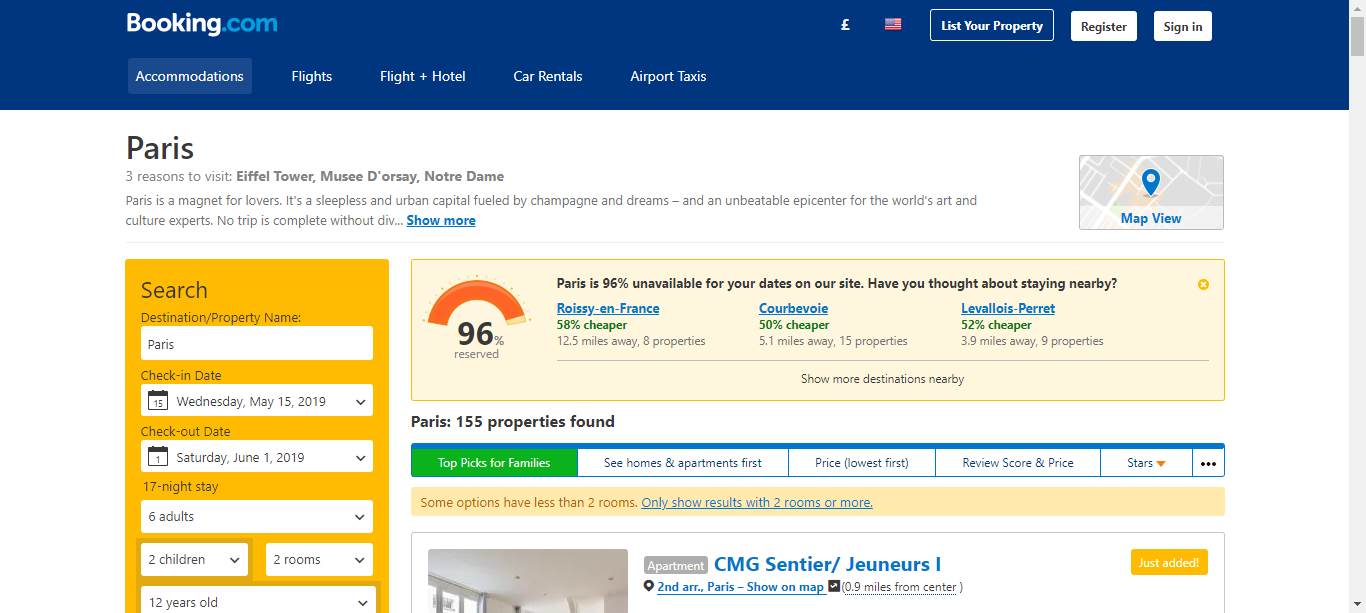 Booking.com
£
List Your Property
Register
Sign in
Accommodations
Flights
Flight + Hotel
Car Rentals
Airport Taxis
Paris
3 reasons to visit: Eiffel Tower, Musee D'orsay, Notre Dame
Paris is a magnet for lovers. It's a sleepless and urban capital fueled by champagne and dreams – and an unbeatable epicenter for the world's art and
culture experts. No trip is complete without div... Show more
Map View
Search
Destination/Property Name:
Paris
Check-in Date
15
Wednesday, May 15, 2019
Check-out Date
1
Saturday, June 1, 2019
17-night stay
6 adults
2 children
2 rooms
12 years old
96%
reserved
Paris is 96% unavailable for your dates on our site. Have you thought about staying nearby?
Roissy-en-France
58% cheaper
12.5 miles away, 8 properties
Courbevoie
50% cheaper
5.1 miles away, 15 properties
Levallois-Perret
52% cheaper
3.9 miles away, 9 properties
Show more destinations nearby
Paris: 155 properties found
Top Picks for Families
See homes & apartments first
Price (lowest first)
Review Score & Price
Stars
•••
Some options have less than 2 rooms. Only show results with 2 rooms or more.
Apartment CMG Sentier/ Jeuneurs I
Just added!
2nd arr., Paris – Show on map (0.9 miles from center )